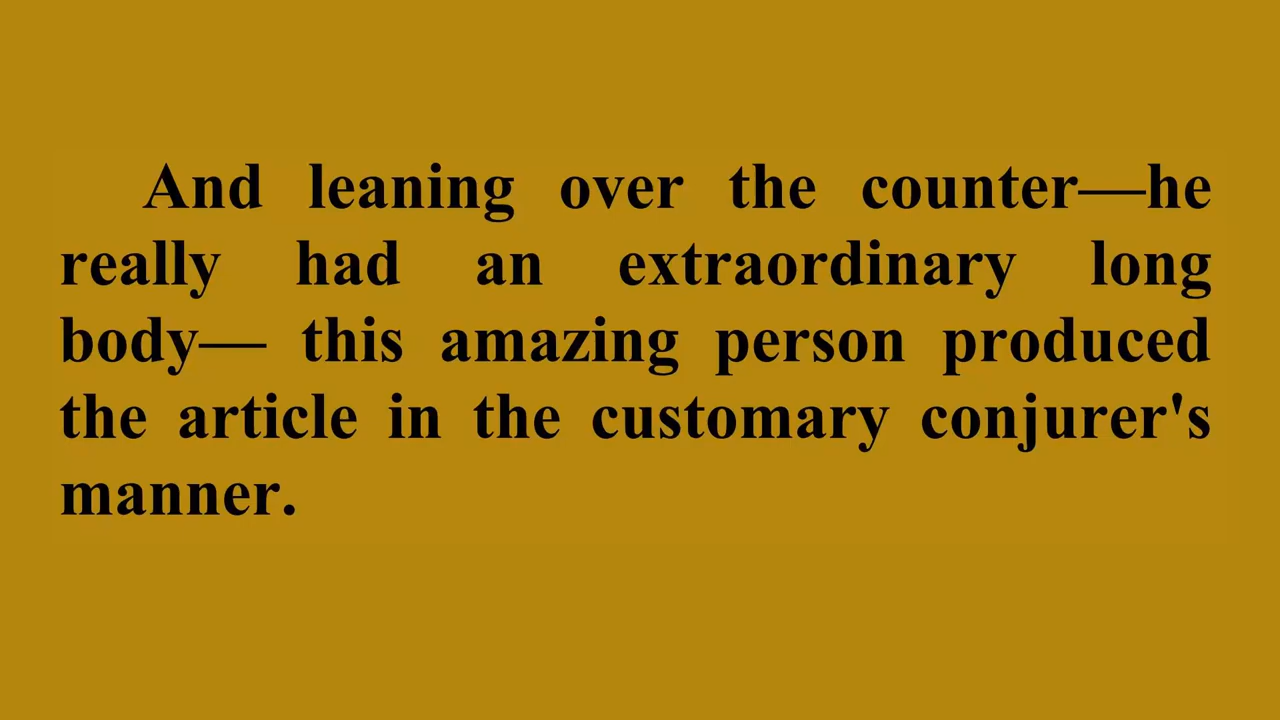 And leaning over the counter—he
really had an extraordinary long
body— this amazing person produced
the article in the customary conjurer's
manner.